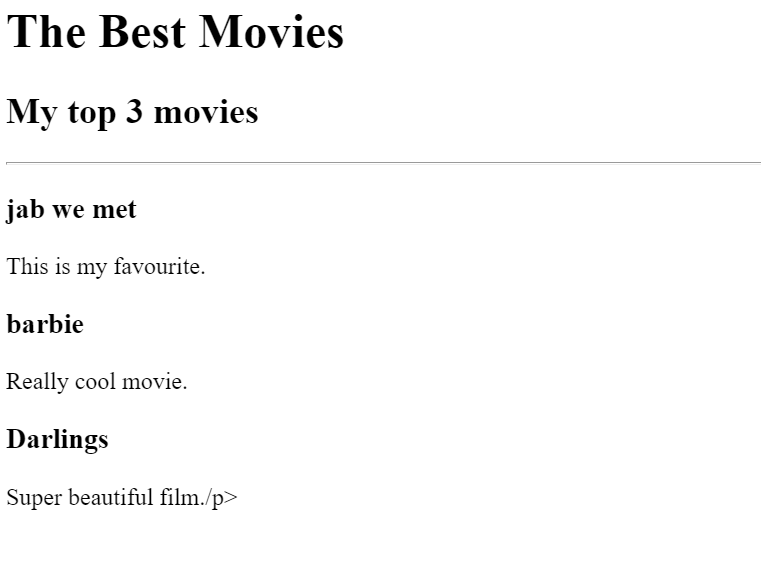 The Best Movies
My top 3 movies
jab we met
This is my favourite.
barbie
Really cool movie.
Darlings
Super beautiful film./p>